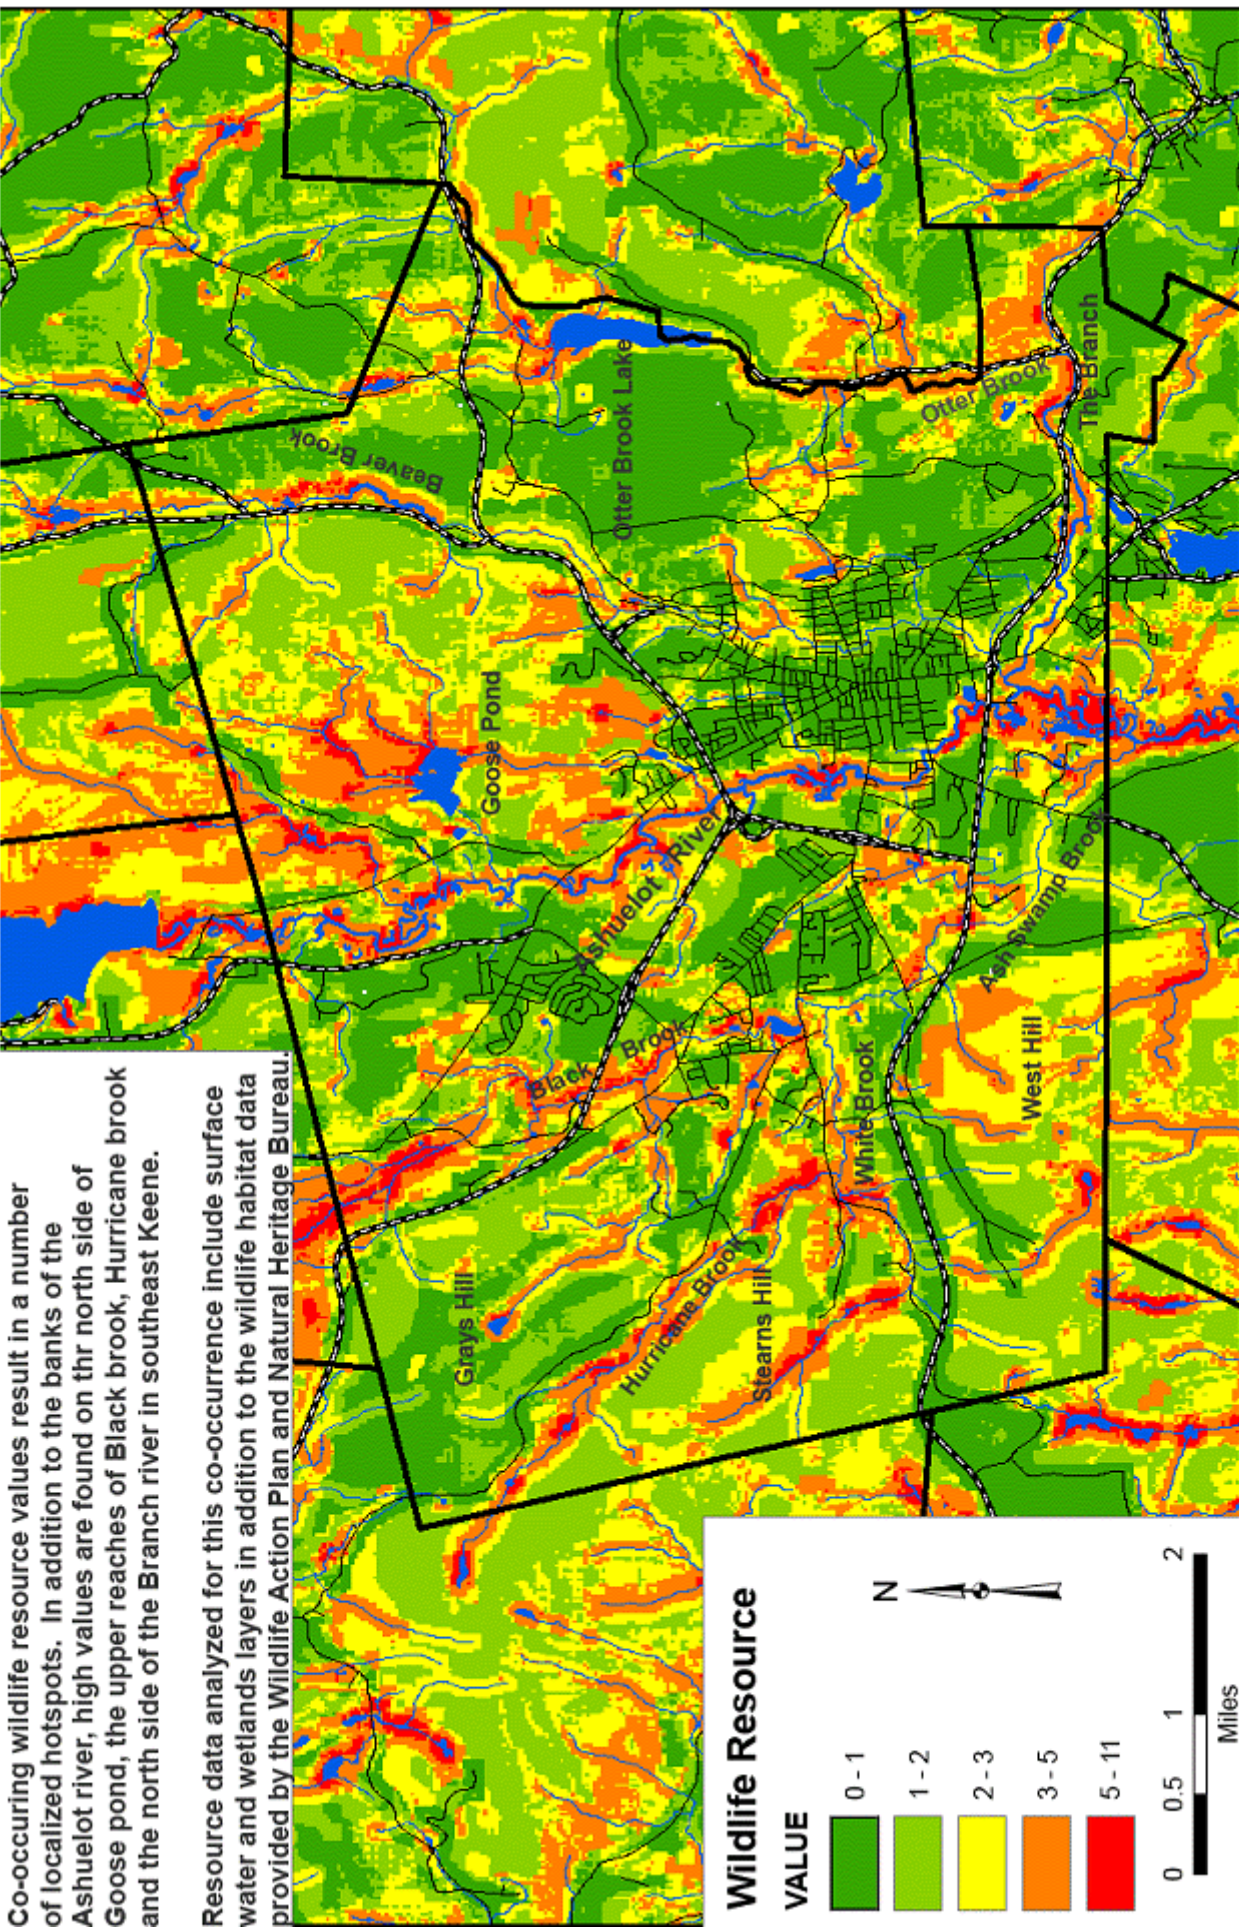 Co-occuring wildlife resource values result in a number
of localized hotspots. In addition to the banks of the
Ashuelot river, high values are found on thr north side of
Goose pond, the upper reaches of Black brook, Hurricane brook
and the north side of the Branch river in southeast Keene.
Resource data analyzed for this co-occurrence include surface
water and wetlands layers in addition to the wildlife habitat data
provided by the Wildlife Action Plan and Natural Heritage Bureau.
Beaver Brook
Goose Pond
Otter Brook Lake
Grays Hill
Black Brook
Ashuelot River
Hurricane Brook
Stearns Hill
White Brook
Otter Brook
West Hill
Ash Swamp Brook
The Branch
Wildlife Resource
VALUE
0 - 1
1 - 2
2 - 3
3 - 5
5 - 11
N
0 0.5 1 2
Miles